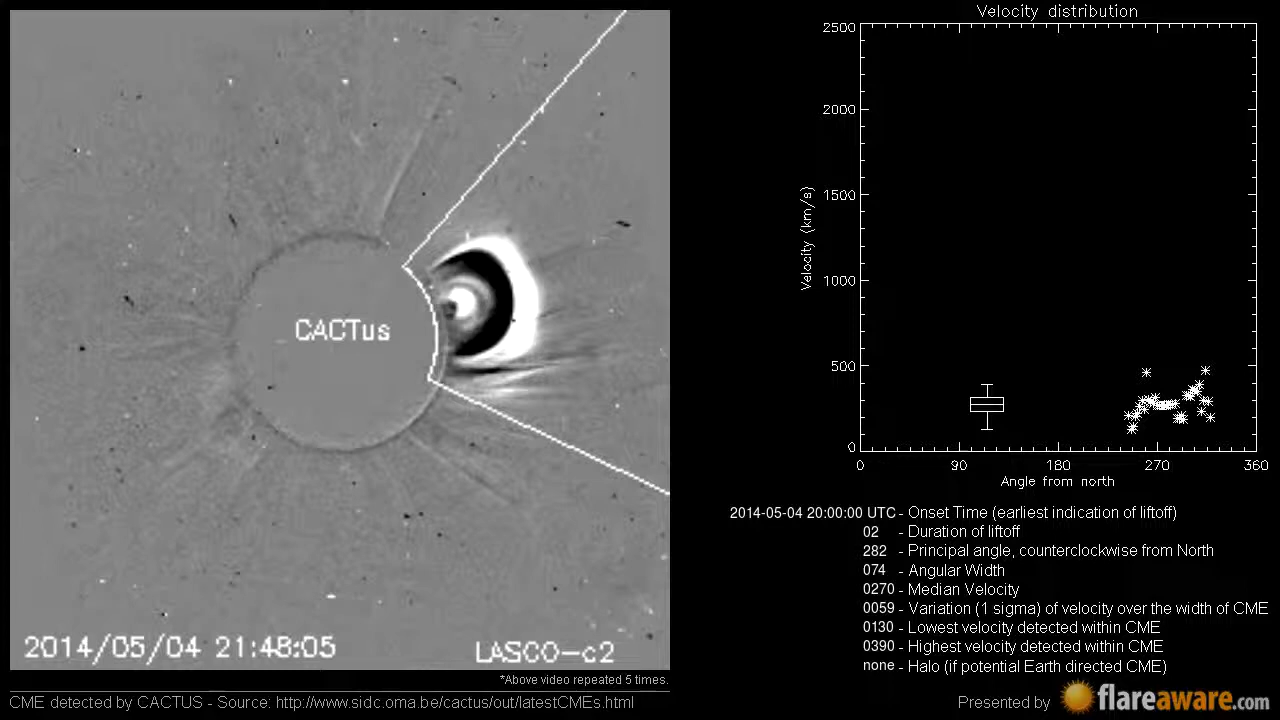 CACTus
2014/05/04 21:48:05
LASCO-c2
*Above video repeated 5 times.
CME detected by CACTUS - Source: http://www.sidc.oma.be/cactus/out/latestCMEs.html
Velocity distribution
2500
2000
1500
1000
500
0
Velocity (km/s)
0 90 180 270 360
Angle from north
2014-05-04 20:00:00 UTC - Onset Time (earliest indication of liftoff)
02 - Duration of liftoff
282 - Principal angle, counterclockwise from North
074 - Angular Width
0270 - Median Velocity
0059 - Variation (1 sigma) of velocity over the width of CME
0130 - Lowest velocity detected within CME
0390 - Highest velocity detected within CME
none - Halo (if potential Earth directed CME)
Presented by flareaware.com